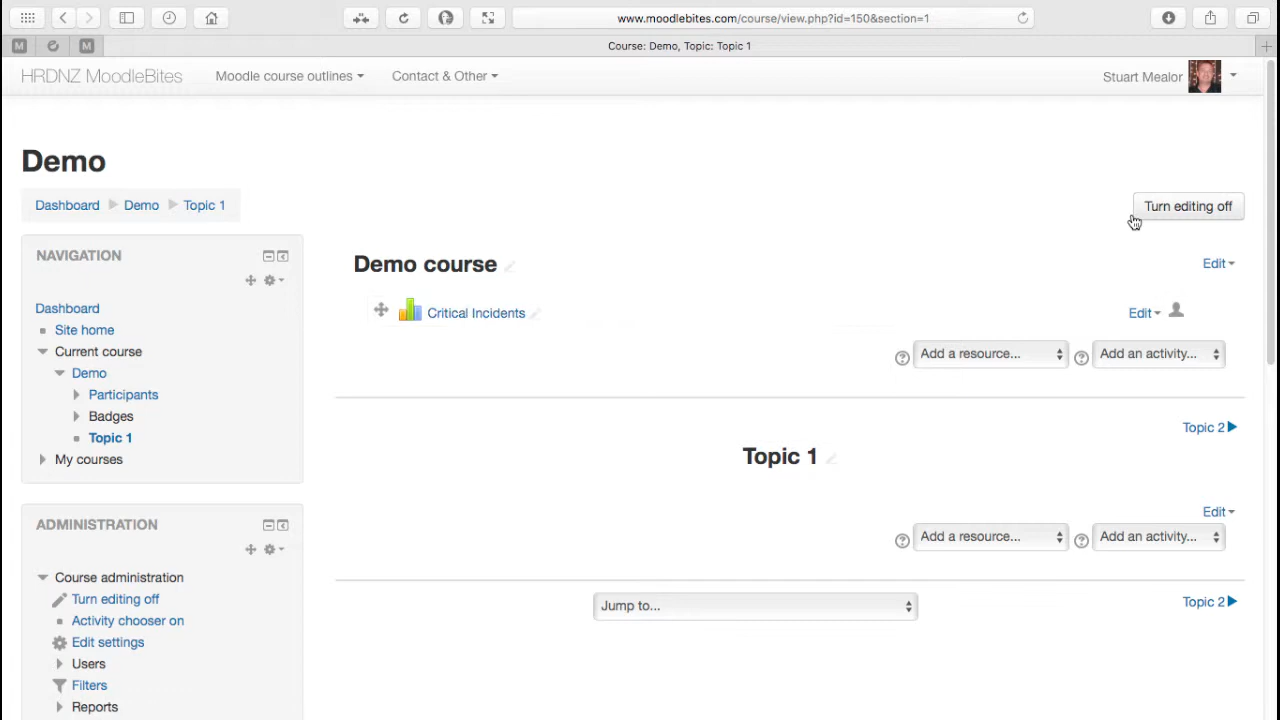 www.moodlebites.com/course/view.php?id=150&section=1
M M Course: Demo, Topic: Topic 1
HRDNZ MoodleBites Moodle course outlines Contact & Other Stuart Mealor
Demo
Dashboard Demo Topic 1
Turn editing off
NAVIGATION
Dashboard
Site home
Current course
Demo
Participants
Badges
Topic 1
My courses
ADMINISTRATION
Course administration
Turn editing off
Activity chooser on
Edit settings
Users
Filters
Reports
Demo course Edit
Critical Incidents Edit
? Add a resource... ? Add an activity...
Topic 2
Topic 1
Edit
? Add a resource... ? Add an activity...
Jump to... Topic 2